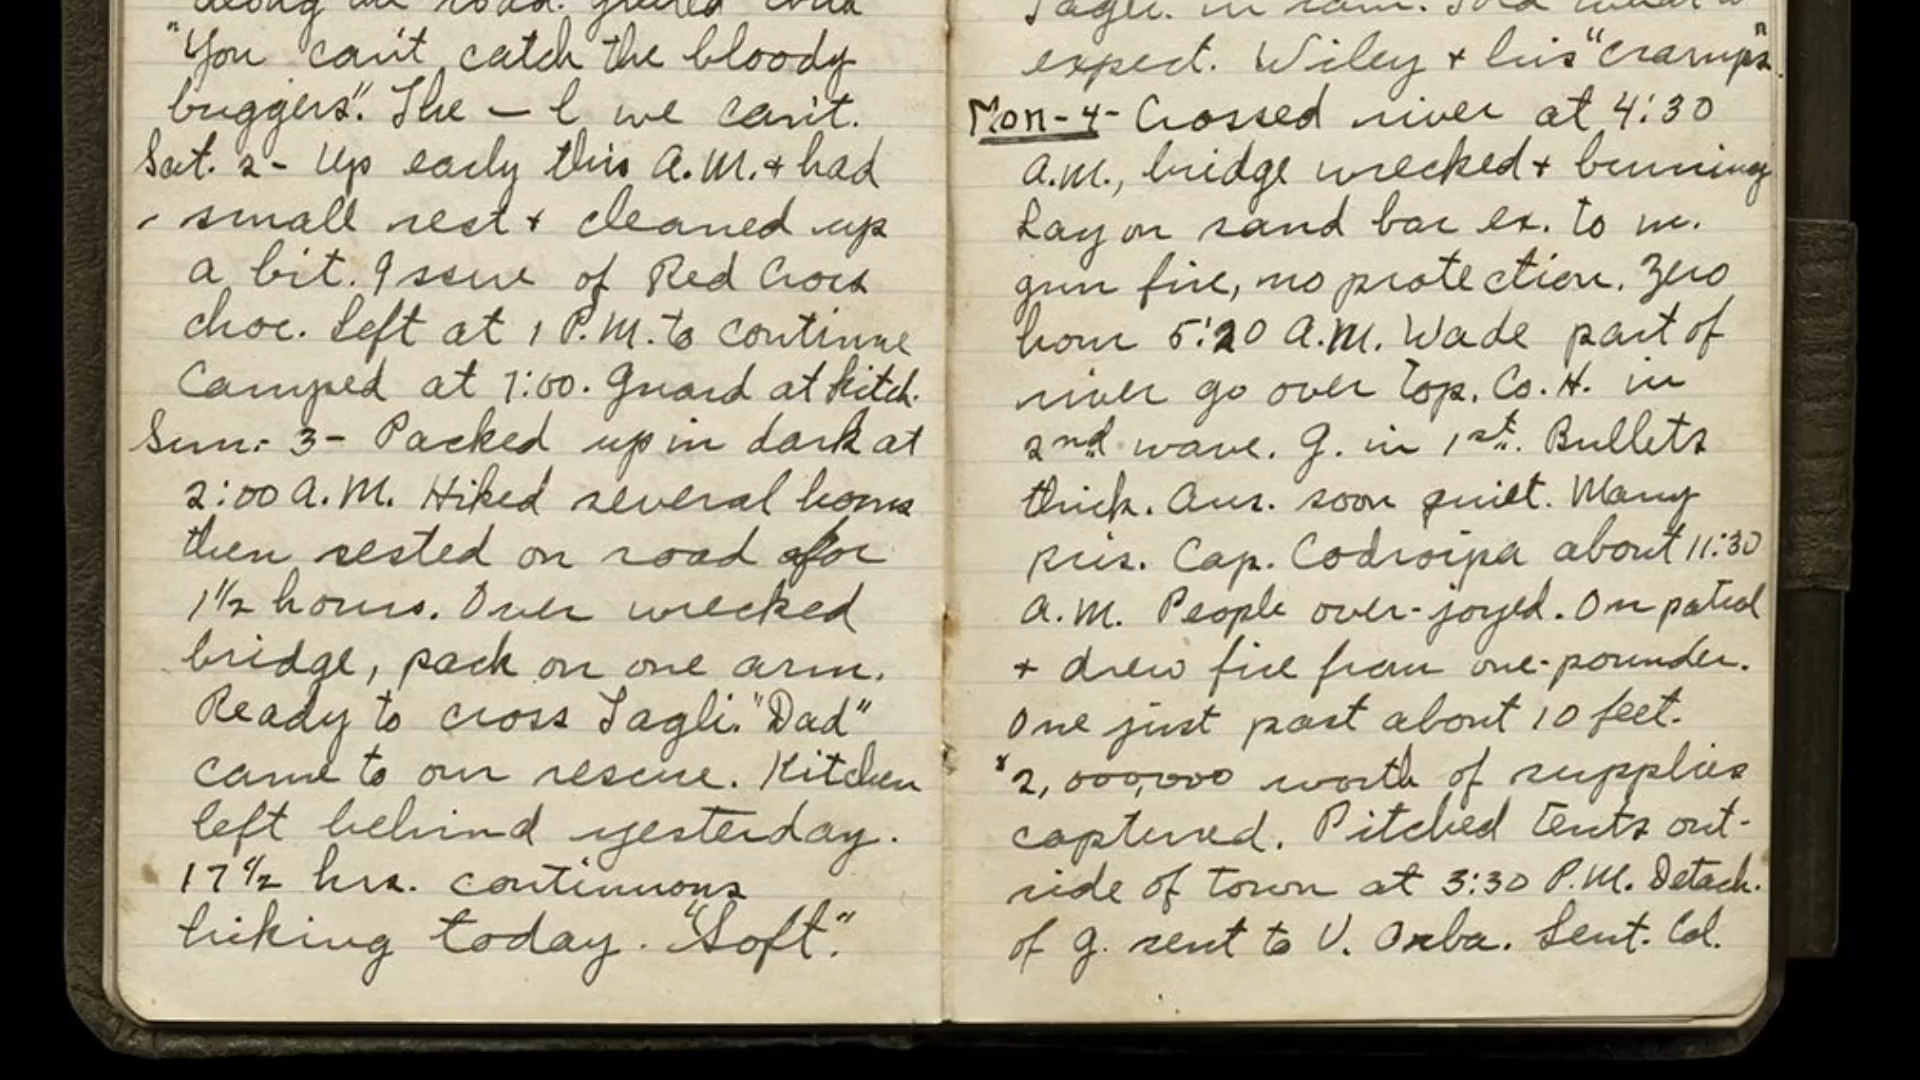 along the road.
"You can't catch the bloody
buggers". The — l we can't.
Sat. 2- Up early this A.M. + had
small rest + cleaned up
a bit. Issue of Red Cross
choc. Left at 1 P.M. to continue
Camped at 7:00. Guard at kitch.
Sun. 3- Packed up in dark at
2:00 A.M. Hiked several hours
then rested on road for
1½ hours. Over wrecked
bridge, pack on one arm.
Ready to cross Tagli. "Dad"
came to our rescue. Kitchen
left behind yesterday.
17½ hrs. continuous
hiking today. "Soft."
Tagli. in
expect. Wiley + his "cramps".
Mon-4- Crossed river at 4:30
A.M., bridge wrecked + burning
Lay on sand bar ex. to m.
gun fire, no protection. Zero
hour 5:20 A.M. Wade part of
river go over top. Co. H. in
2nd wave. G. in 1st. Bullets
thick. Aus. soon quiet. Many
pris. Cap. Codroipa about 11:30
A.M. People over-joyed. On patrol
+ drew fire from one-pounder.
One just past about 10 feet.
$2,000,000 worth of supplies
captured. Pitched tents out-
side of town at 3:30 P.M. Detach.
of G. sent to V. Orba. Sent. Col.